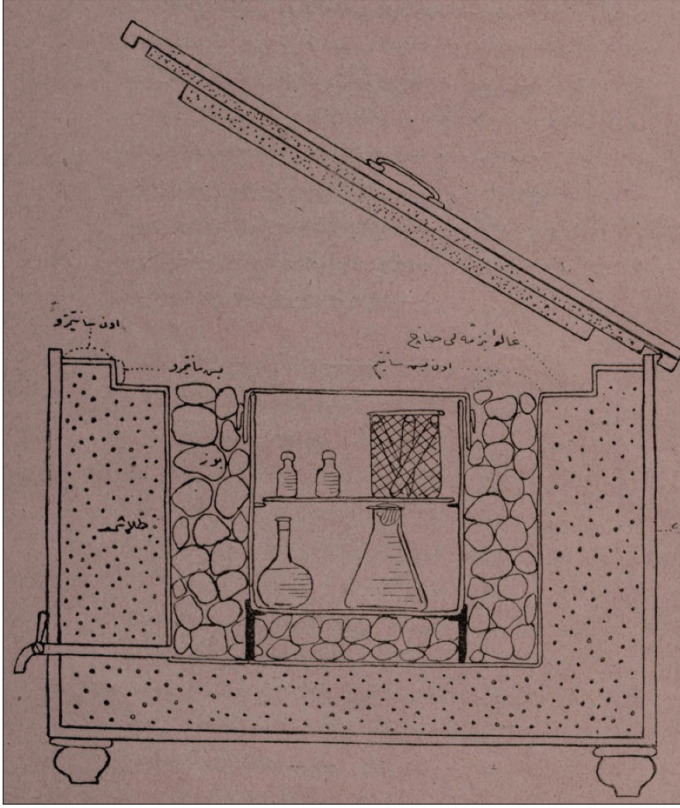 اون سانتیمترو
غالوانیزه لی صاج
بش سانتیمترو
اون بش سانتیم
بوز